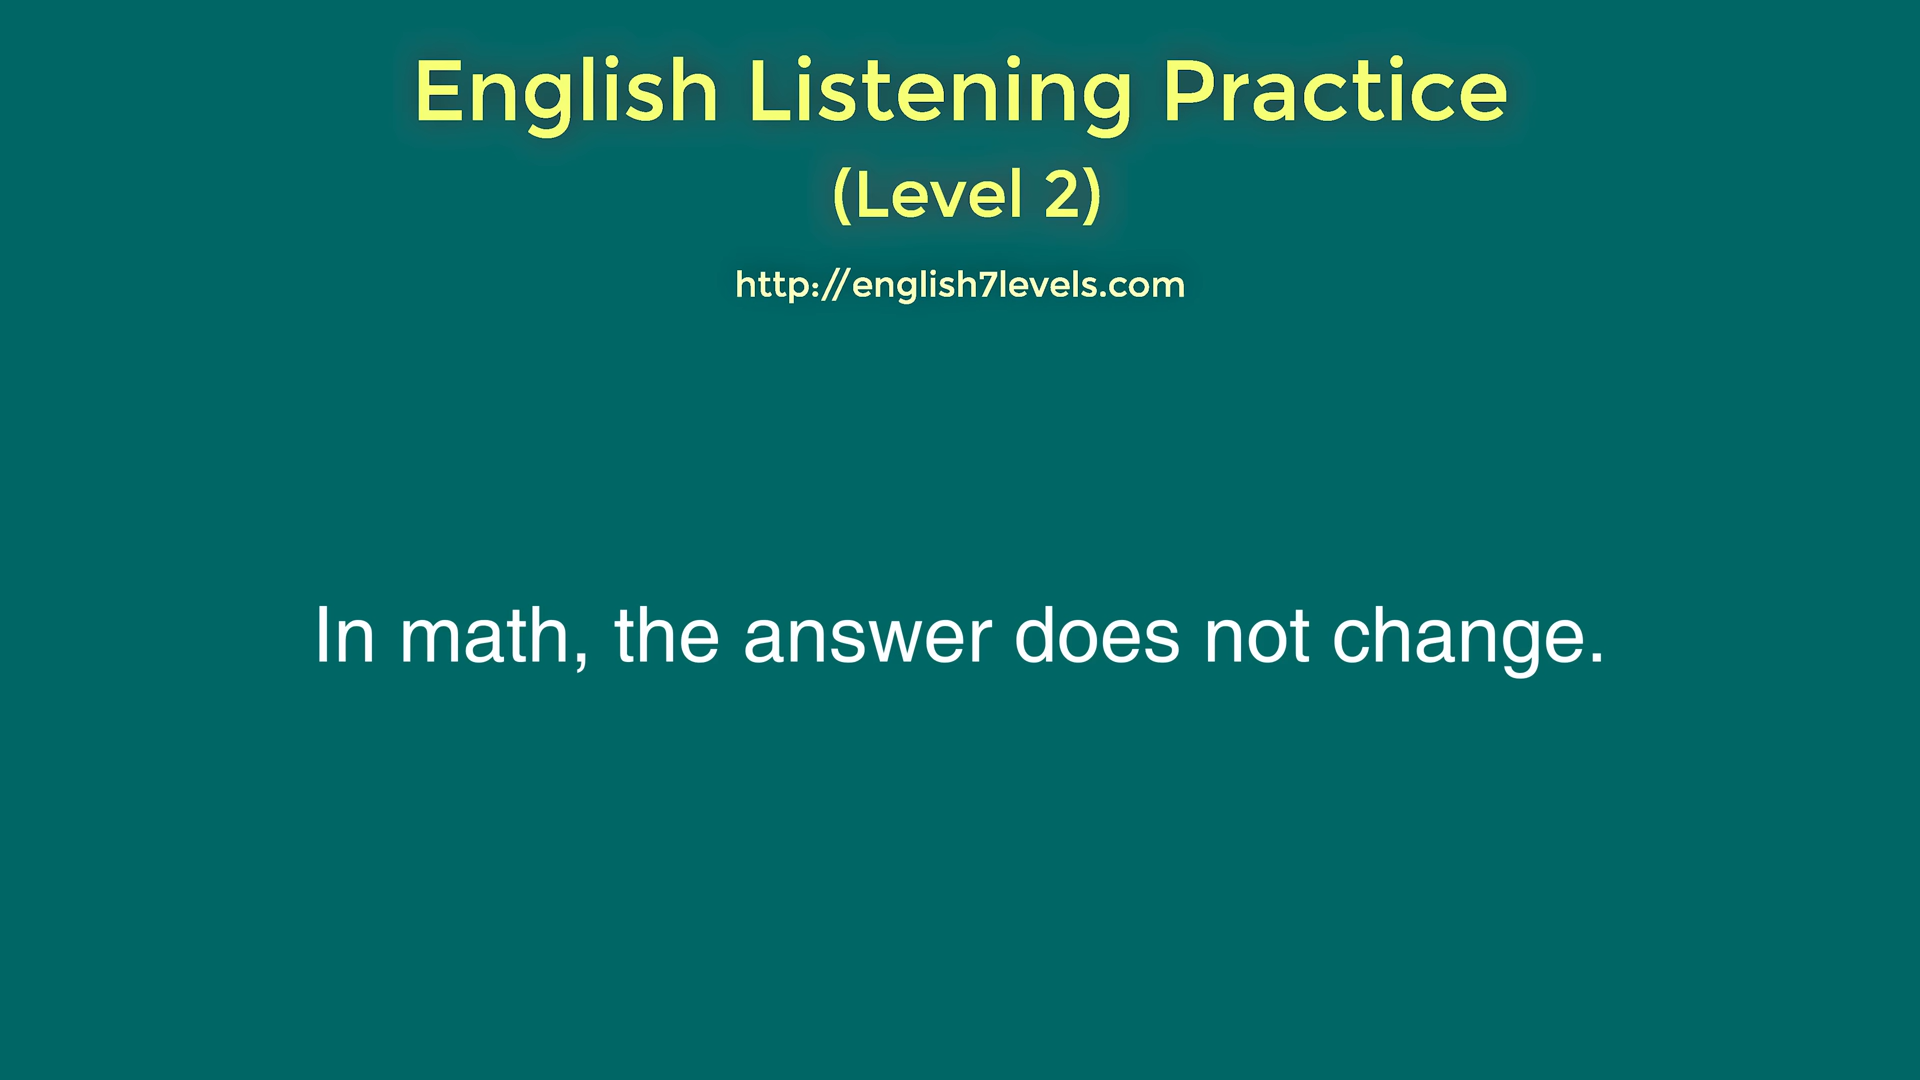 English Listening Practice
(Level 2)
http://english7levels.com
In math, the answer does not change.